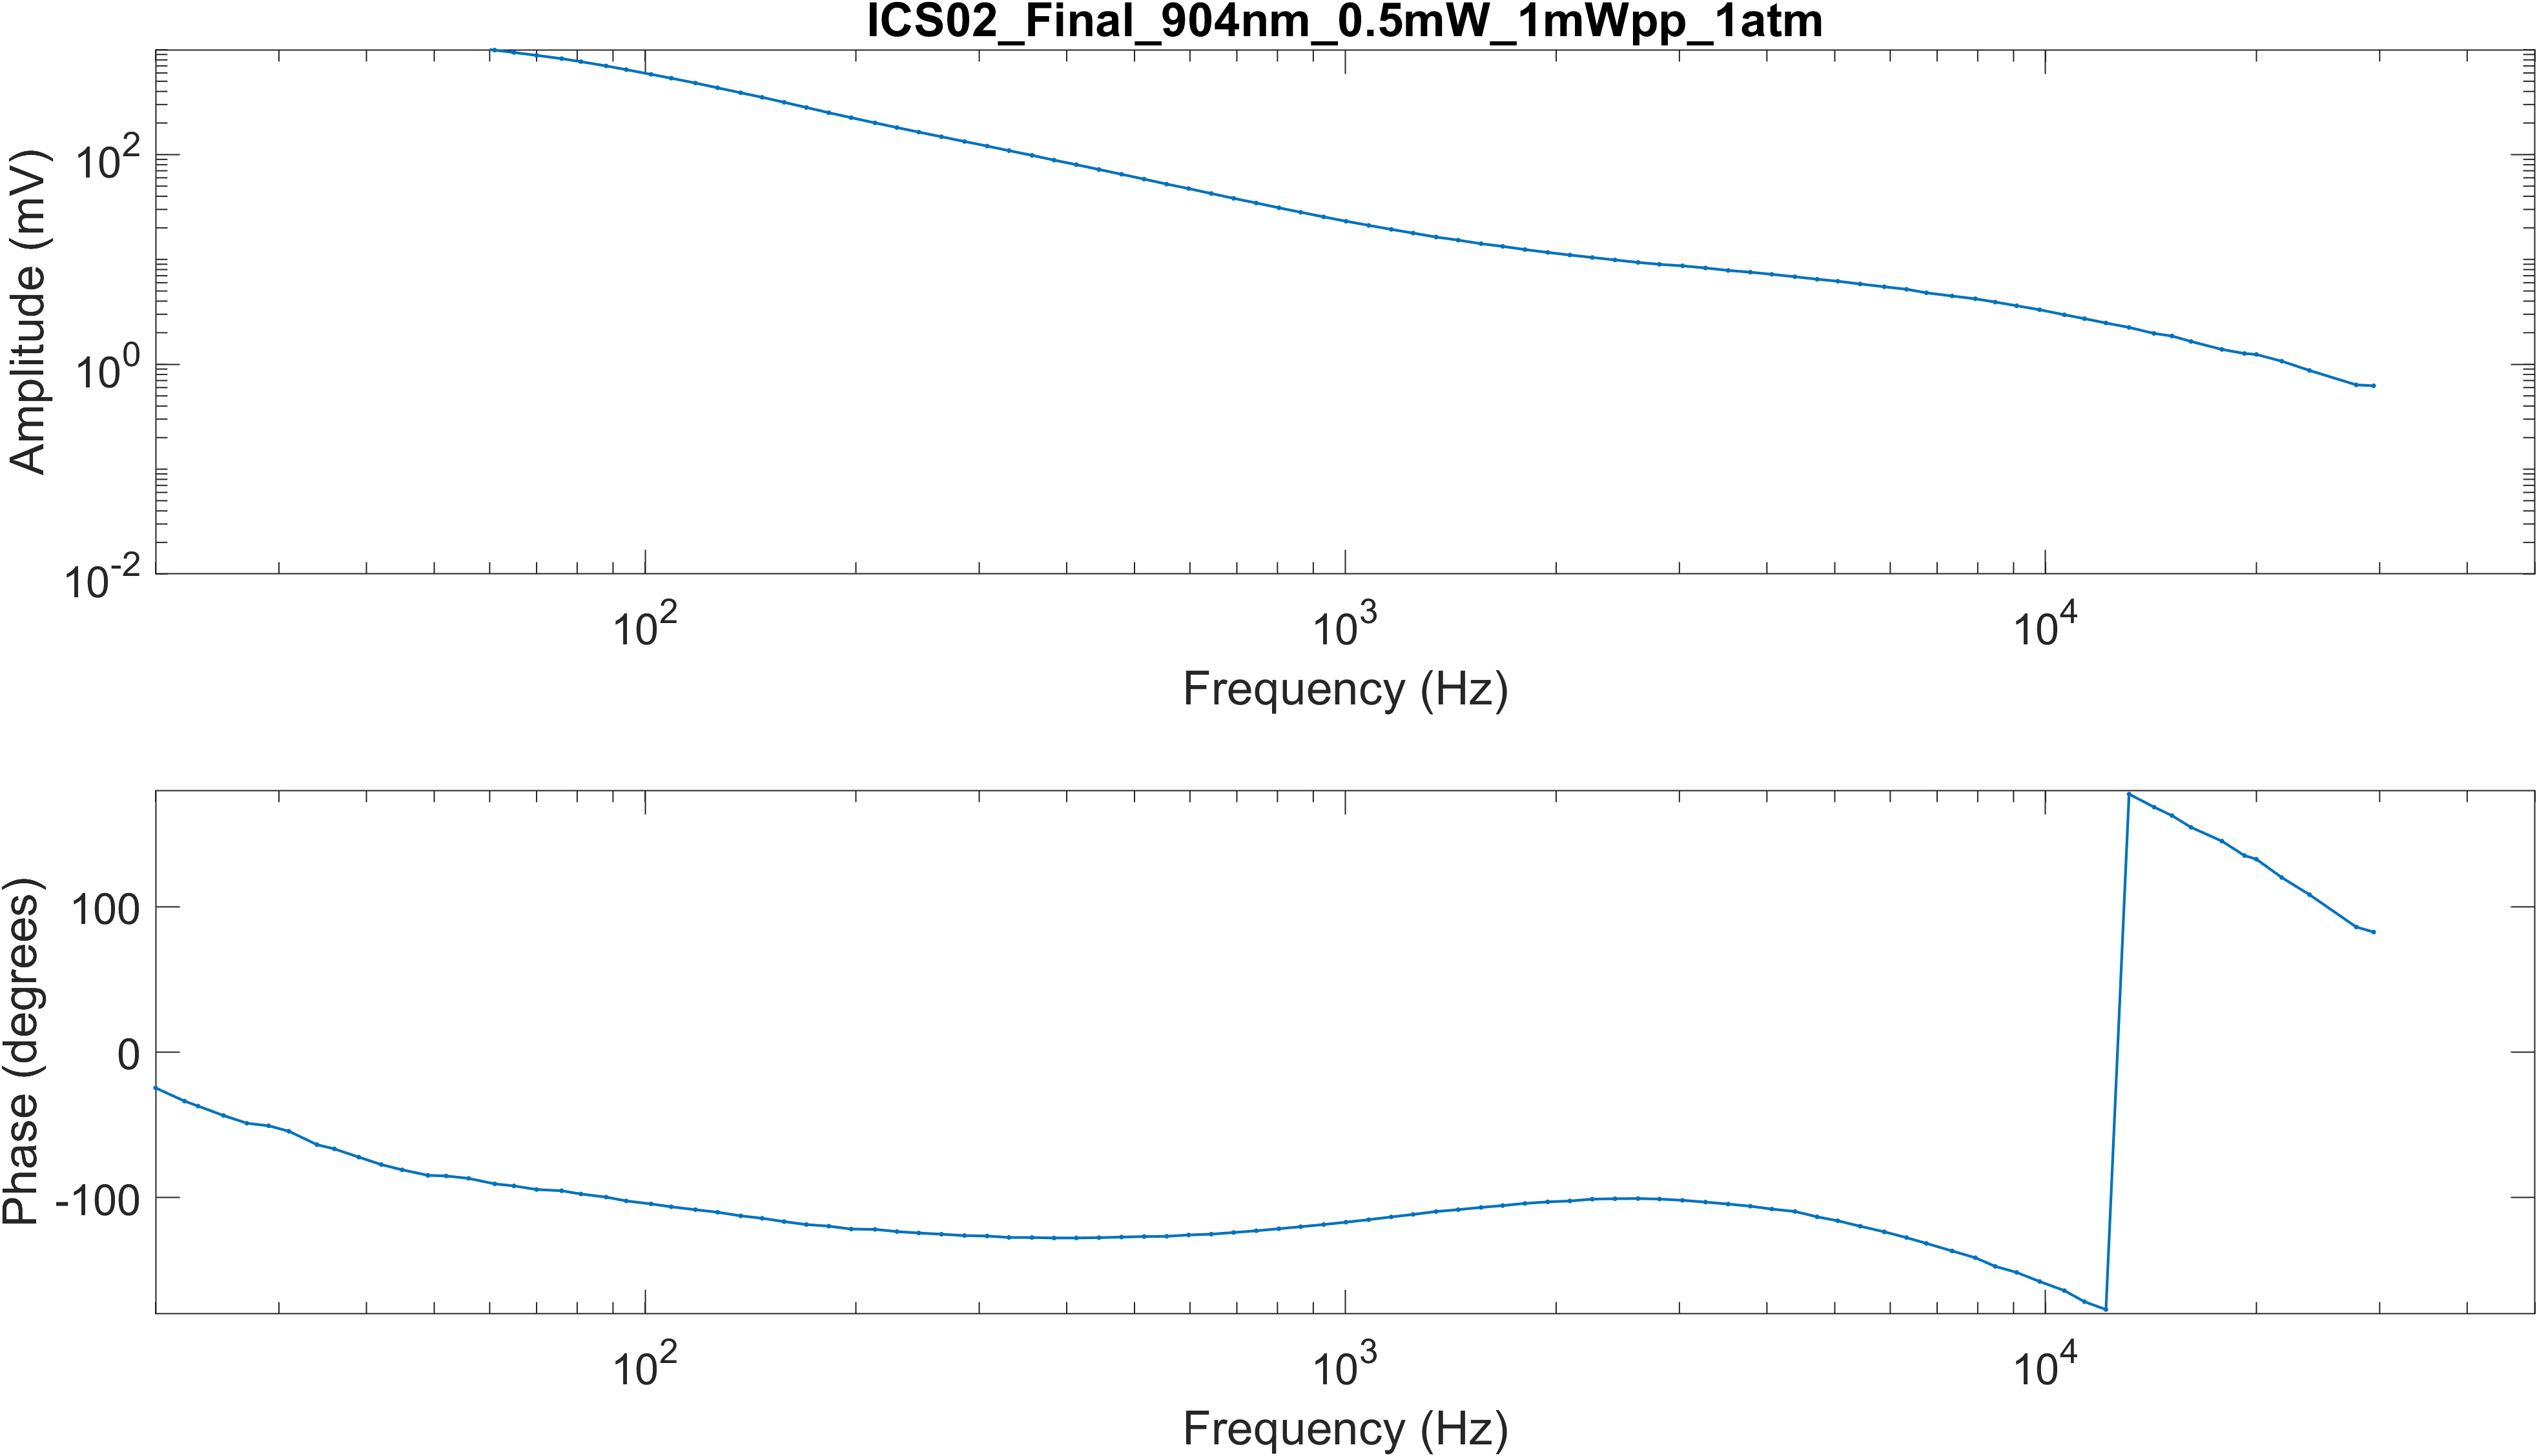 ICS02_Final_904nm_0.5mW_1mWpp_1atm
Amplitude (mV)
10^2
10^0
10^-2
10^2 10^3 10^4
Frequency (Hz)
Phase (degrees)
100
0
-100
10^2 10^3 10^4
Frequency (Hz)